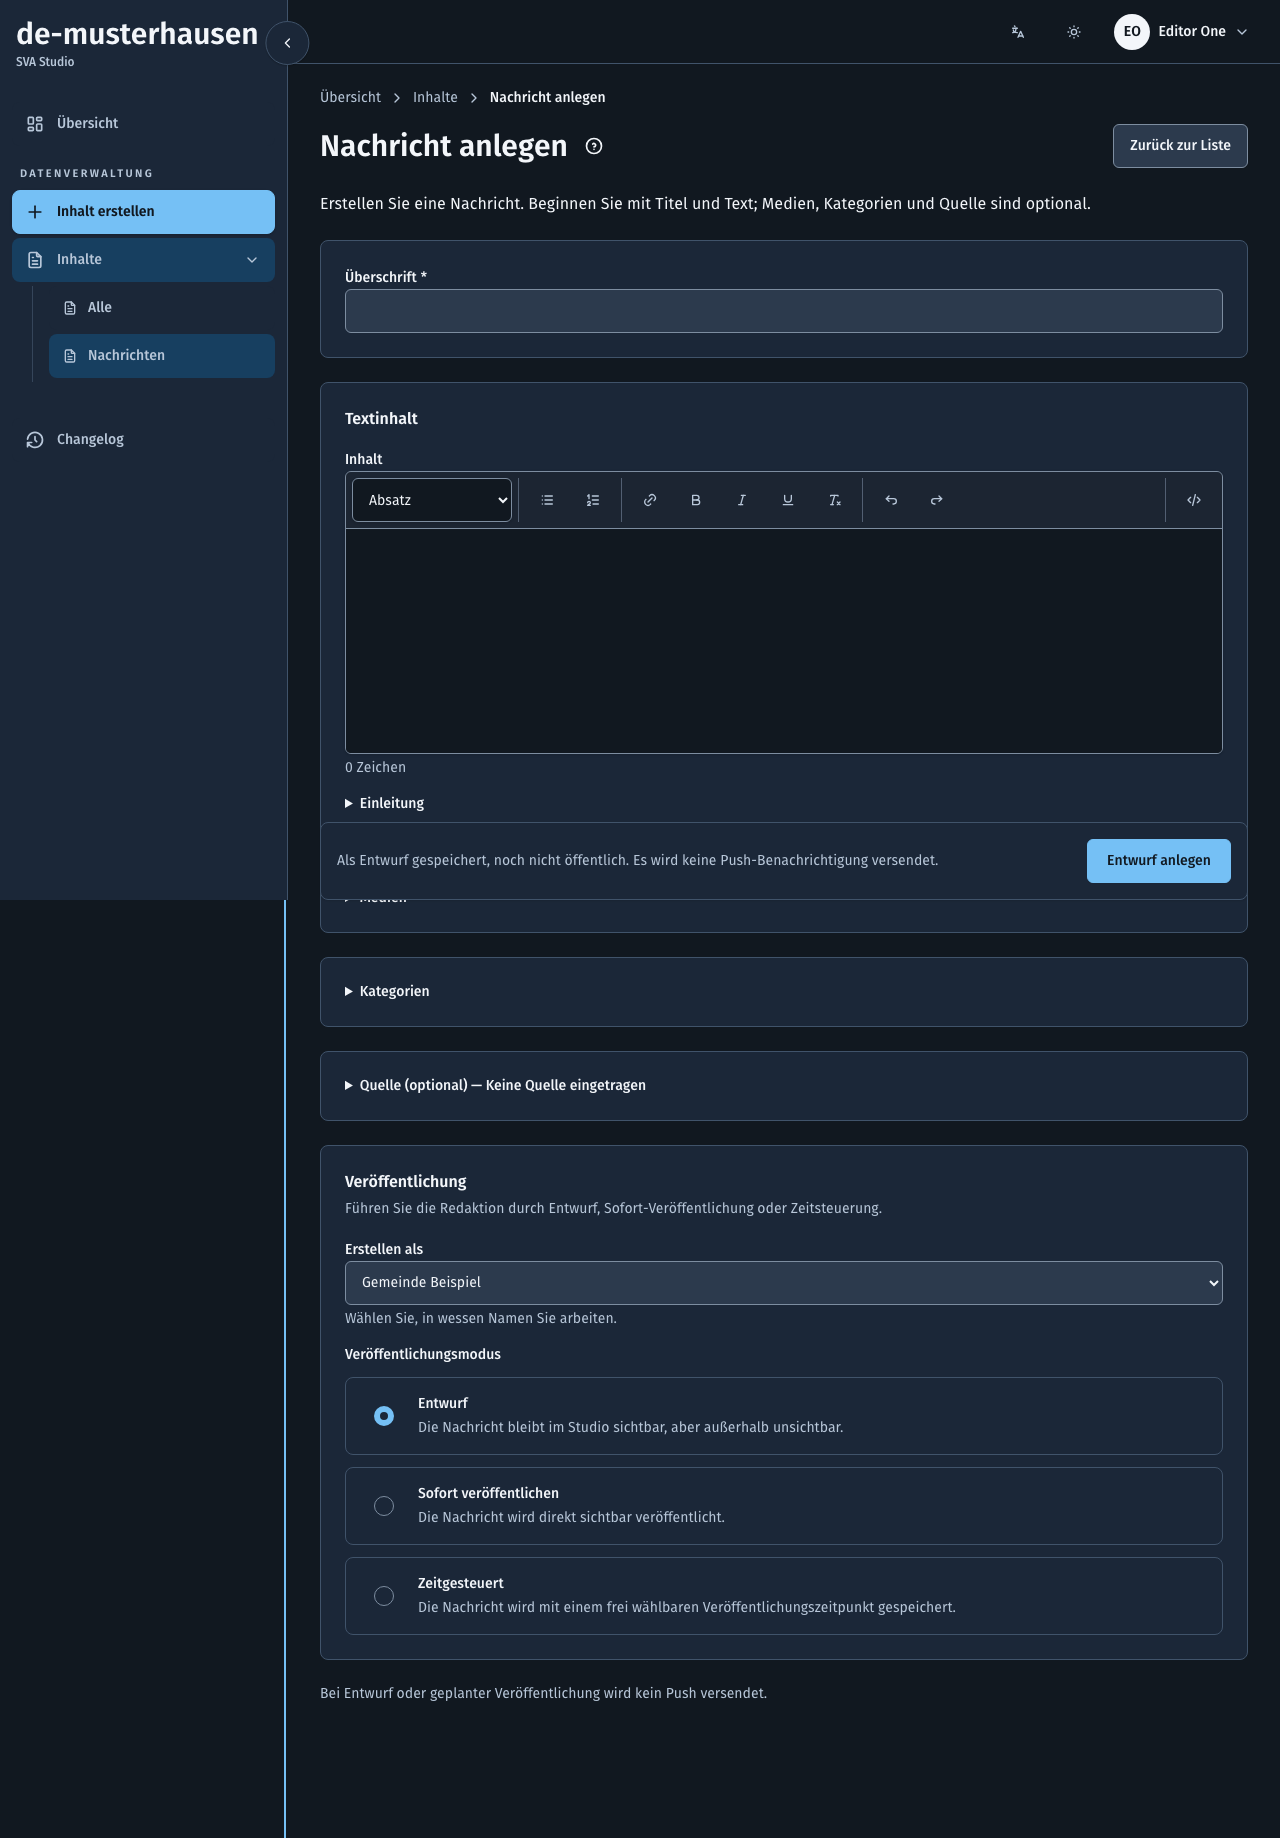 de-musterhausen
SVA Studio
Übersicht
DATENVERWALTUNG
Inhalt erstellen
Inhalte
Alle
Nachrichten
Changelog
EO Editor One
Übersicht Inhalte Nachricht anlegen
Nachricht anlegen
Zurück zur Liste
Erstellen Sie eine Nachricht. Beginnen Sie mit Titel und Text; Medien, Kategorien und Quelle sind optional.
Überschrift *
Textinhalt
Inhalt
Absatz
0 Zeichen
Einleitung
Als Entwurf gespeichert, noch nicht öffentlich. Es wird keine Push-Benachrichtigung versendet.
Entwurf anlegen
Kategorien
Quelle (optional) — Keine Quelle eingetragen
Veröffentlichung
Führen Sie die Redaktion durch Entwurf, Sofort-Veröffentlichung oder Zeitsteuerung.
Erstellen als
Gemeinde Beispiel
Wählen Sie, in wessen Namen Sie arbeiten.
Veröffentlichungsmodus
Entwurf
Die Nachricht bleibt im Studio sichtbar, aber außerhalb unsichtbar.
Sofort veröffentlichen
Die Nachricht wird direkt sichtbar veröffentlicht.
Zeitgesteuert
Die Nachricht wird mit einem frei wählbaren Veröffentlichungszeitpunkt gespeichert.
Bei Entwurf oder geplanter Veröffentlichung wird kein Push versendet.